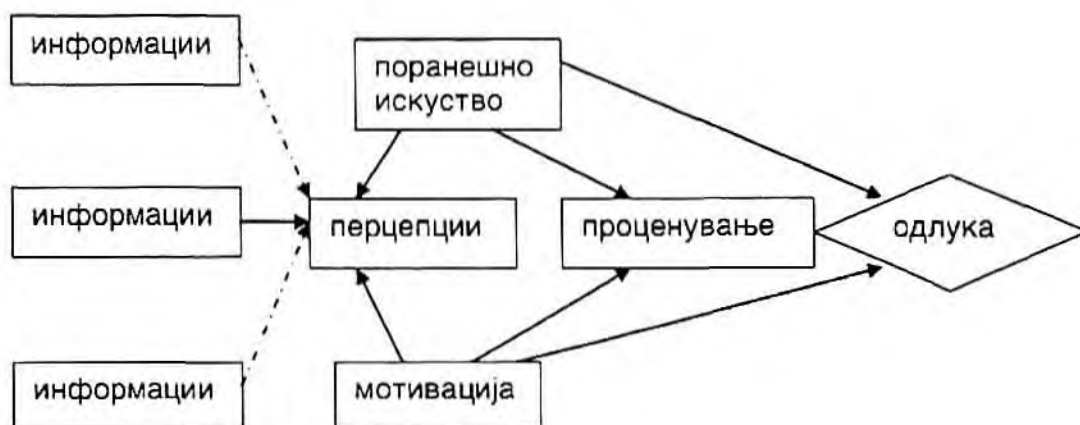 информации
поранешно
искуство
информации
перцепции
проценување
одлука
информации
мотивација